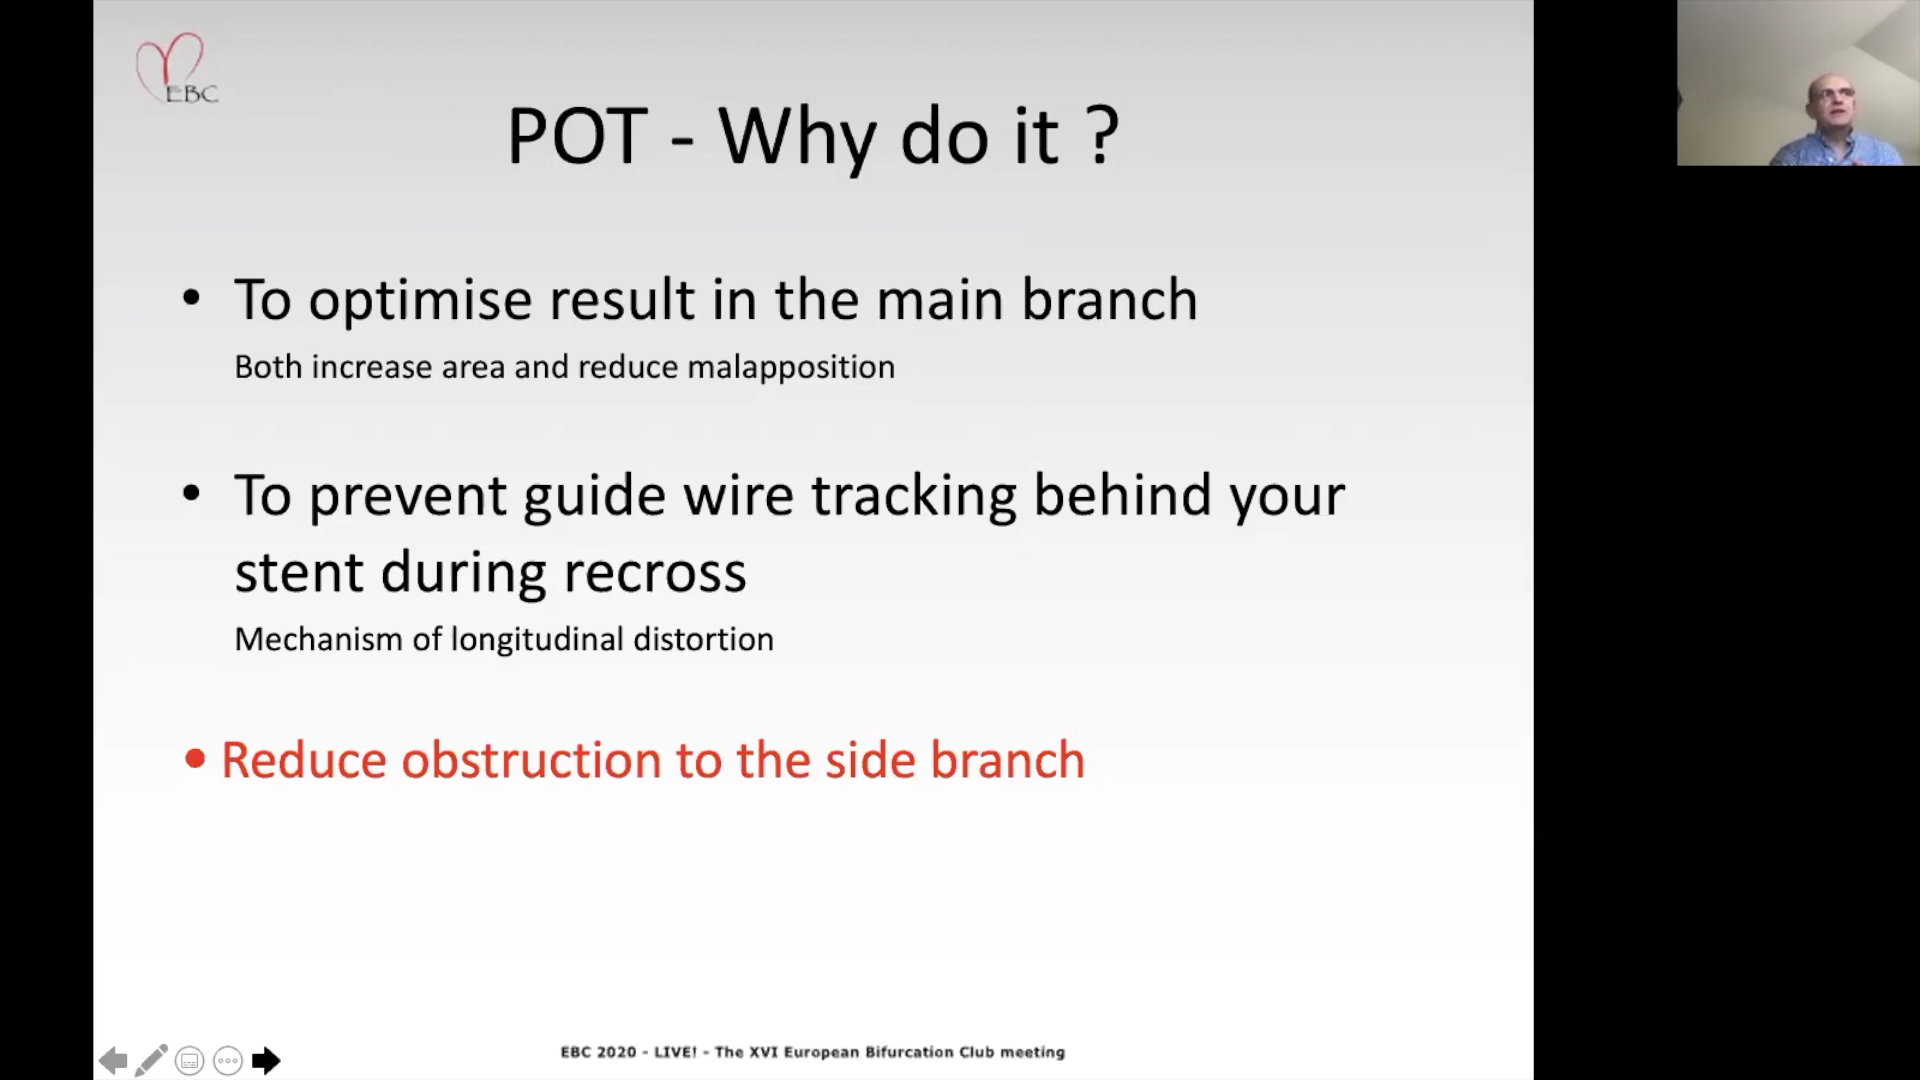 EBC
POT - Why do it ?
• To optimise result in the main branch
Both increase area and reduce malapposition
• To prevent guide wire tracking behind your
stent during recross
Mechanism of longitudinal distortion
• Reduce obstruction to the side branch
EBC 2020 - LIVE! - The XVI European Bifurcation Club meeting